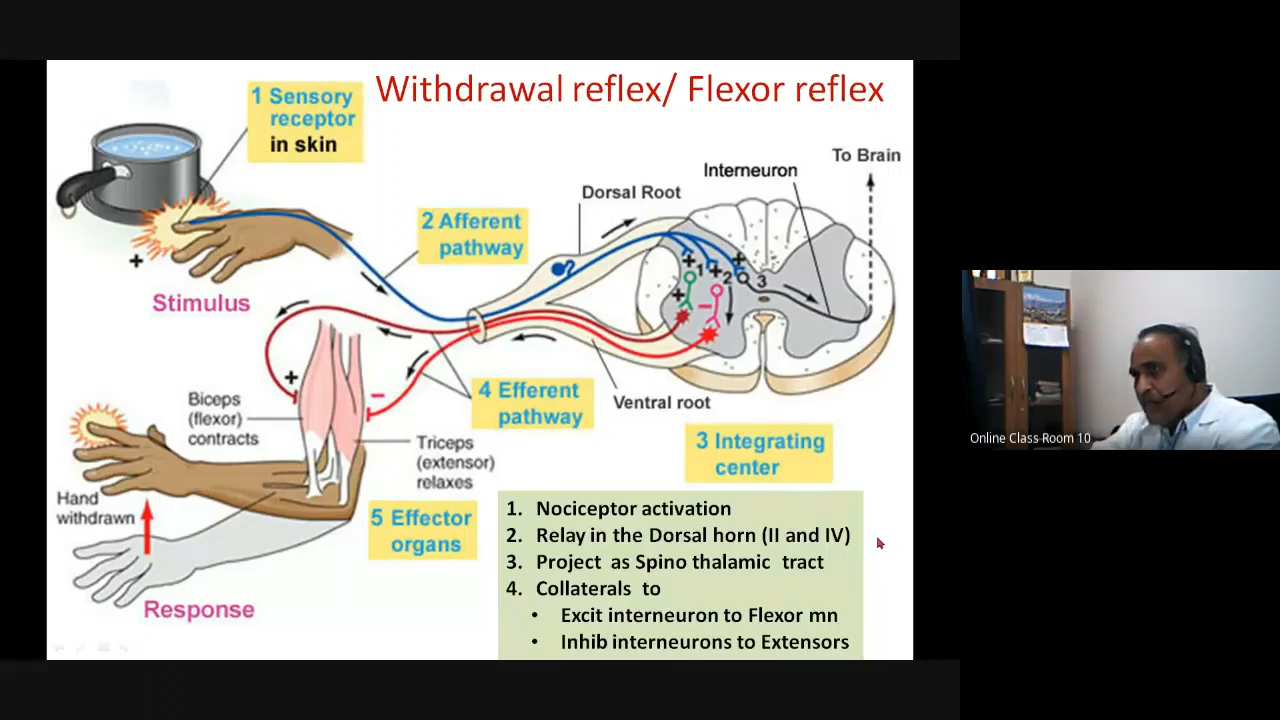 Withdrawal reflex/ Flexor reflex
1 Sensory
receptor
in skin
To Brain
Interneuron
Dorsal Root
2 Afferent
pathway
+
Stimulus
+1
+2
+
3
+
−
+
−
Biceps
(flexor)
contracts
4 Efferent
pathway
Ventral root
Triceps
(extensor)
relaxes
3 Integrating
center
Hand
withdrawn
5 Effector
organs
Response
1. Nociceptor activation
2. Relay in the Dorsal horn (II and IV)
3. Project as Spino thalamic tract
4. Collaterals to
• Excit interneuron to Flexor mn
• Inhib interneurons to Extensors
Online Class Room 10